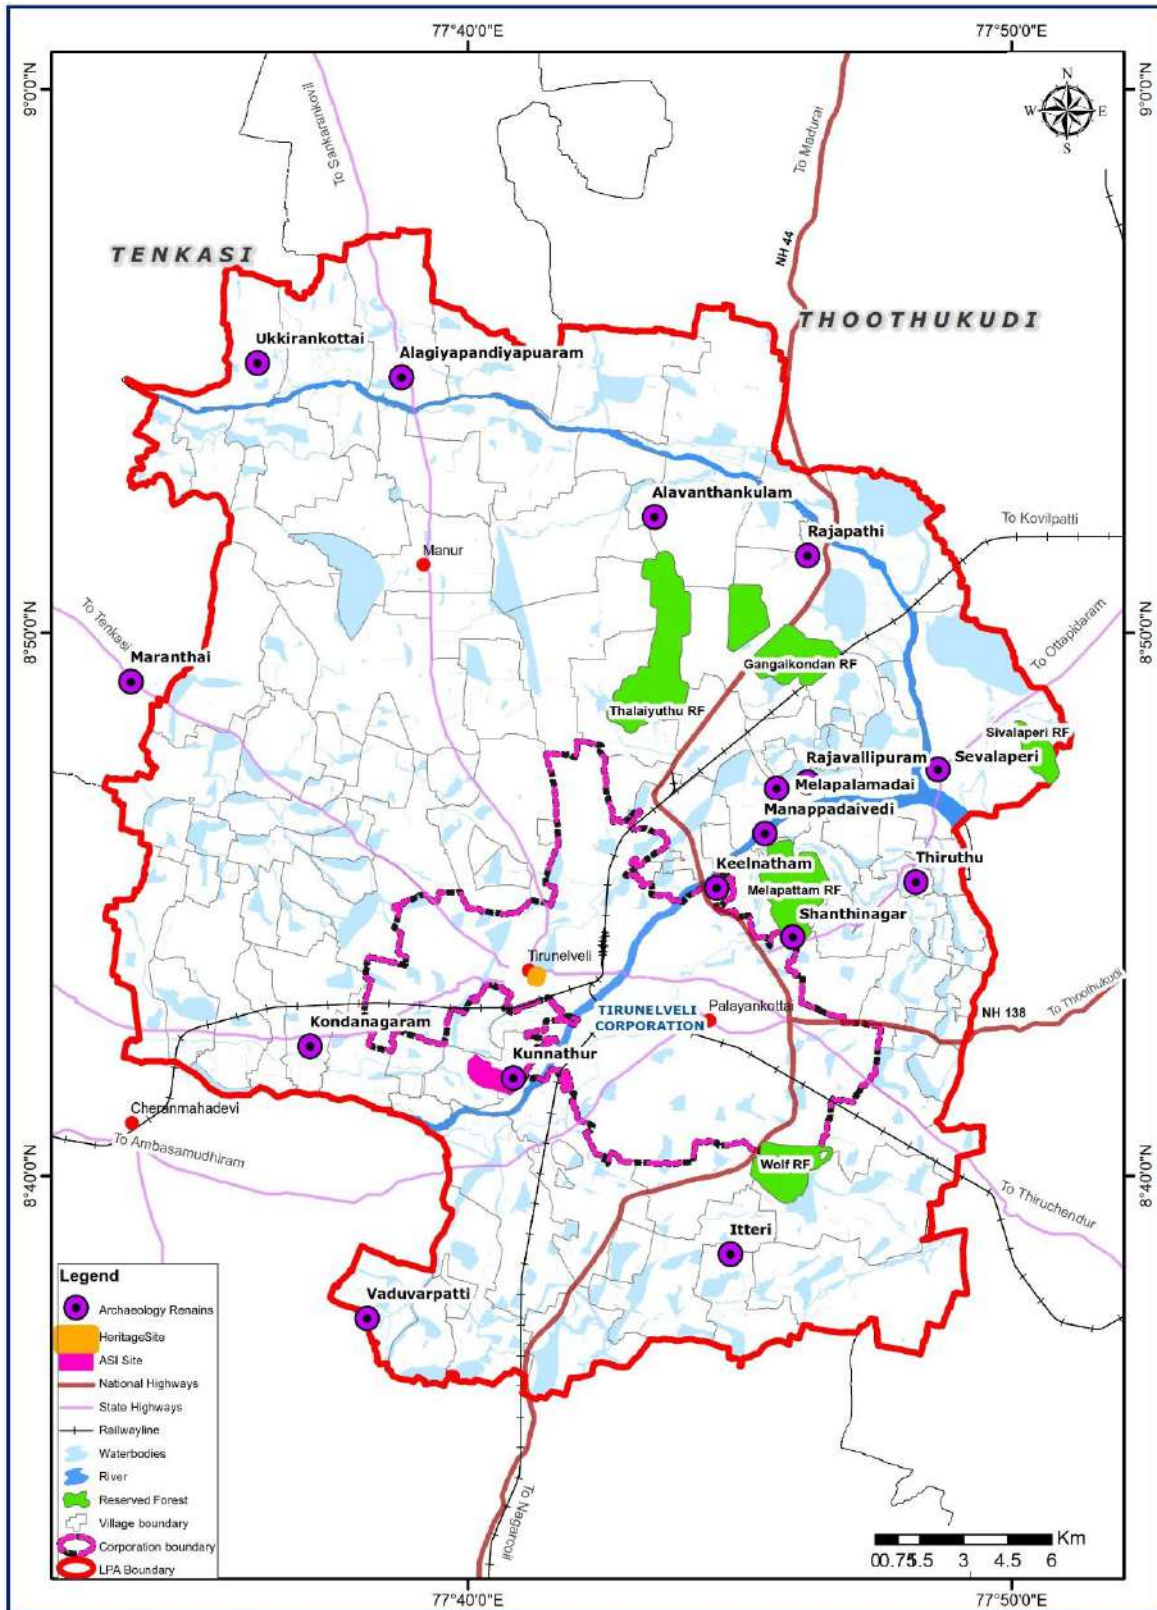 77°40'0"E
77°50'0"E
9°0'0"N
9°0'0"N
N
W
E
S
To Sankarankovil
To Madurai
NH 44
TENKASI
THOOTHUKUDI
Ukkirankottai
Alagiyapandiyapuaram
Alavanthankulam
Rajapathi
To Kovilpatti
Manur
8°50'0"N
8°50'0"N
To Tenkasi
Maranthai
To Ottapidaram
Gangaikondan RF
Thalaiyuthu RF
Sivalaperi RF
Rajavallipuram
Sevalaperi
Melapalamadai
Manappadaivedi
Keelnatham
Thiruthu
Melapattam RF
Shanthinagar
Tirunelveli
TIRUNELVELI
CORPORATION
Palayankottai
NH 138
To Thoothukudi
Kondanagaram
Kunnathur
Cheranmahadevi
To Ambasamudhiram
8°40'0"N
8°40'0"N
Wolf RF
To Thiruchendur
Itteri
Vaduvarpatti
To Nagarcoil
Legend
Archaeology Renains
HeritageSite
ASI Site
National Highways
State Highways
Railwayline
Waterbodies
River
Reserved Forest
Village boundary
Corporation boundary
LPA Boundary
Km
00.751.5 3 4.5 6
77°40'0"E
77°50'0"E